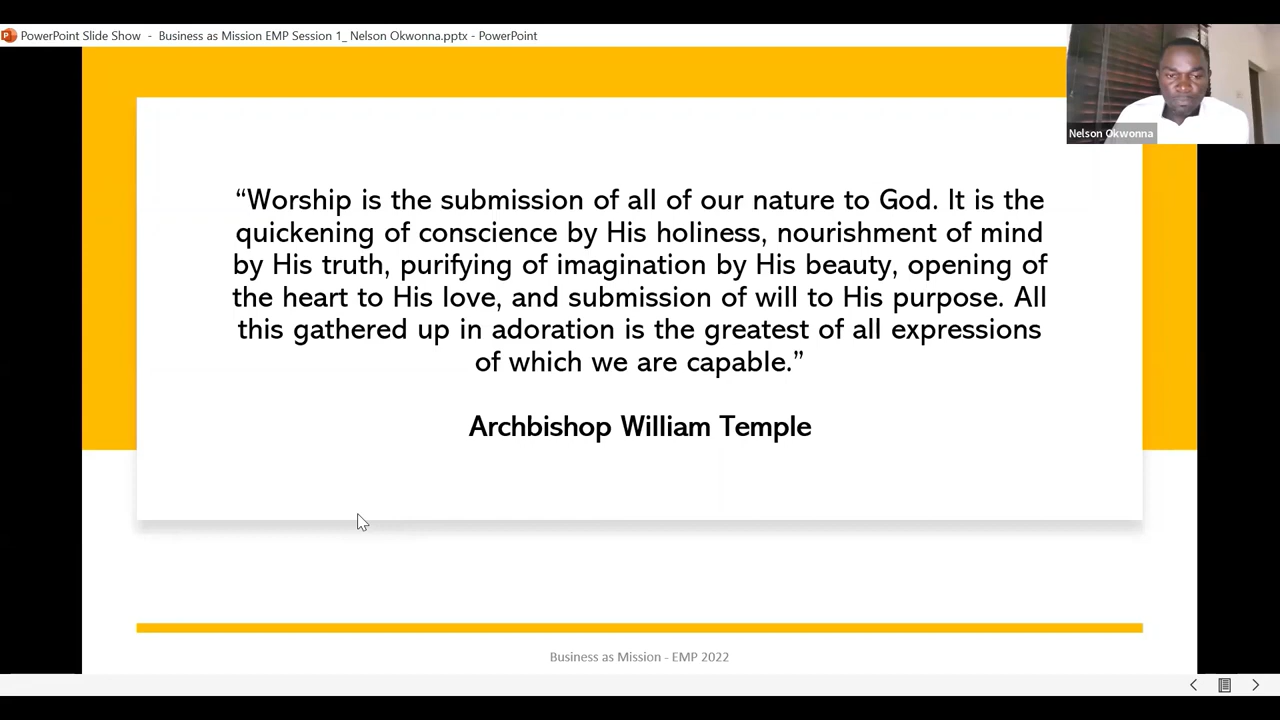 PowerPoint Slide Show - Business as Mission EMP Session 1_ Nelson Okwonna.pptx - PowerPoint
Nelson Okwonna
“Worship is the submission of all of our nature to God. It is the
quickening of conscience by His holiness, nourishment of mind
by His truth, purifying of imagination by His beauty, opening of
the heart to His love, and submission of will to His purpose. All
this gathered up in adoration is the greatest of all expressions
of which we are capable.”
Archbishop William Temple
Business as Mission - EMP 2022